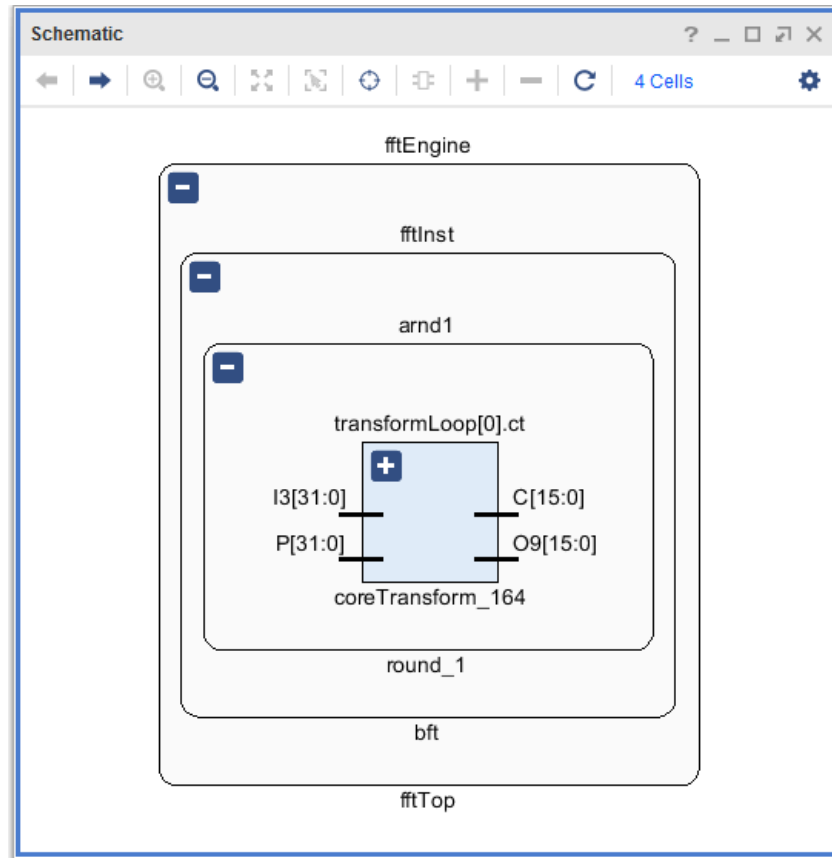 Schematic
4 Cells
fftEngine
fftInst
arnd1
transformLoop[0].ct
I3[31:0] C[15:0]
P[31:0] O9[15:0]
coreTransform_164
round_1
bft
fftTop